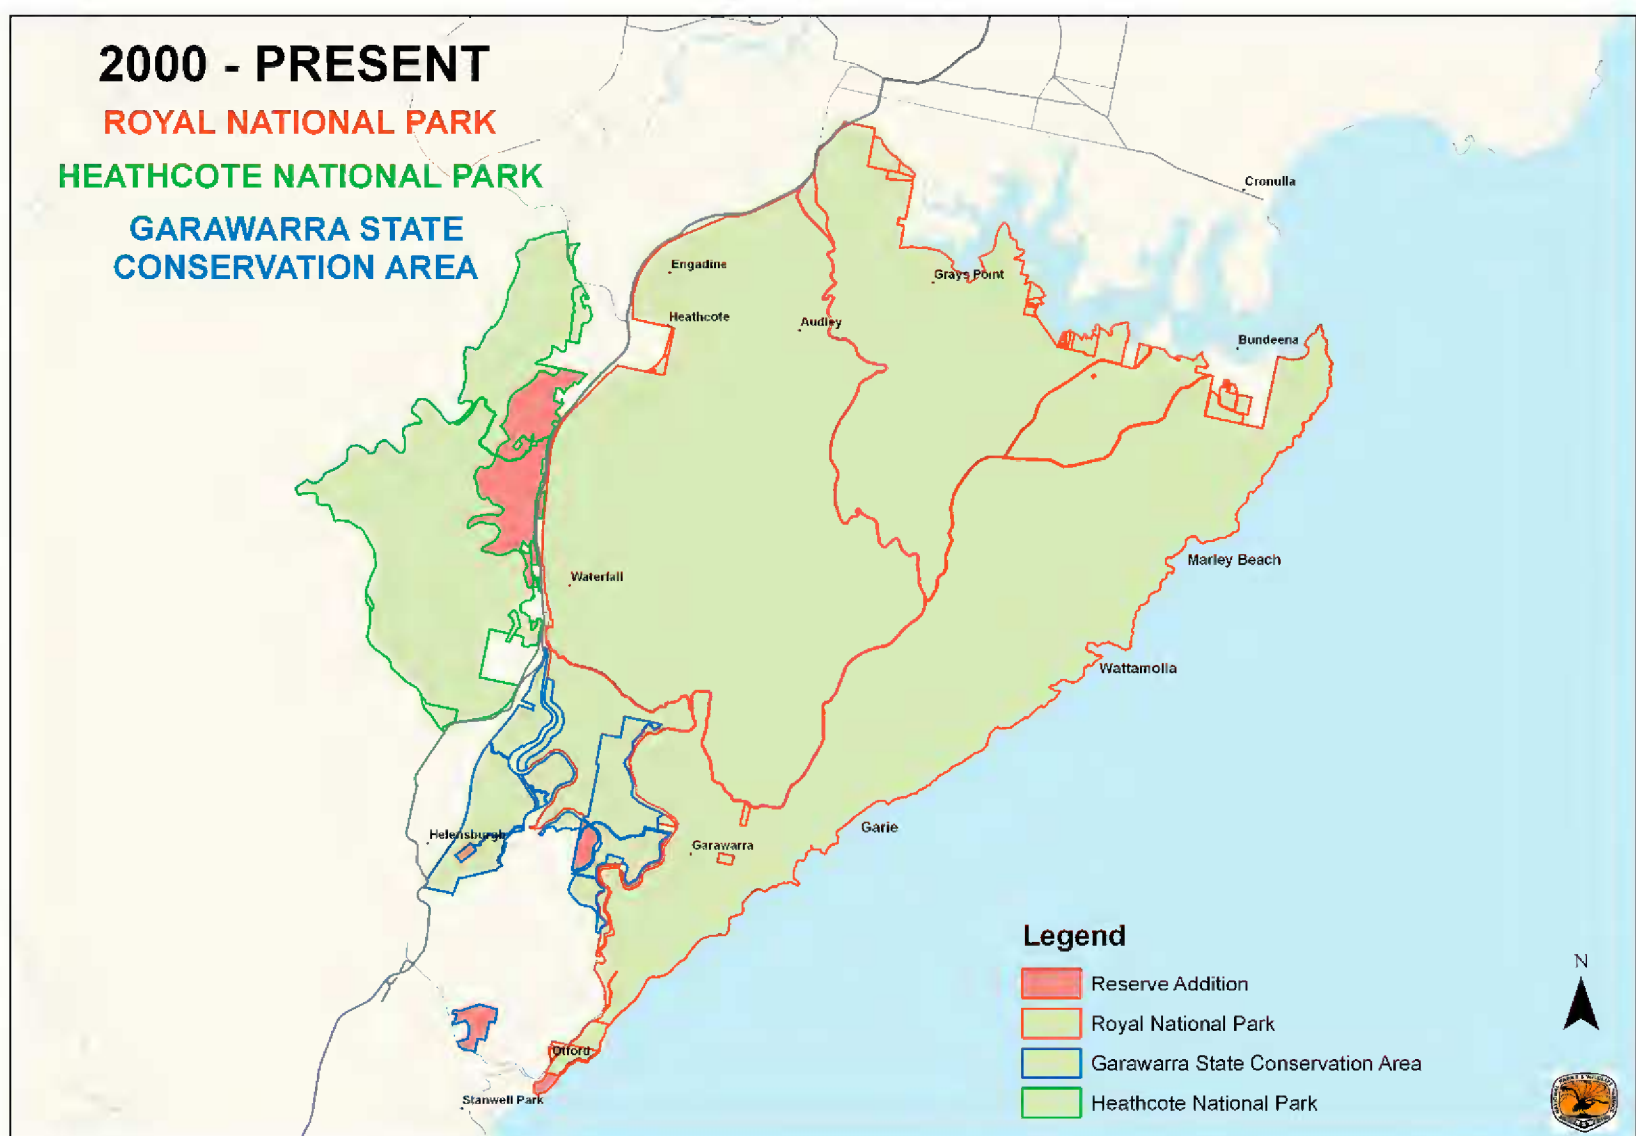 2000 - PRESENT
ROYAL NATIONAL PARK
HEATHCOTE NATIONAL PARK
GARAWARRA STATE
CONSERVATION AREA
Cronulla
Engadine
Grays Point
Heathcote
Audley
Bundeena
Marley Beach
Waterfall
Wattamolla
Helensburgh
Garawarra
Garie
Otford
Stanwell Park
Legend
Reserve Addition
Royal National Park
Garawarra State Conservation Area
Heathcote National Park
N